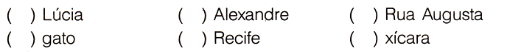 ( ) Lúcia ( ) Alexandre ( ) Rua Augusta
( ) gato ( ) Recife ( ) xícara